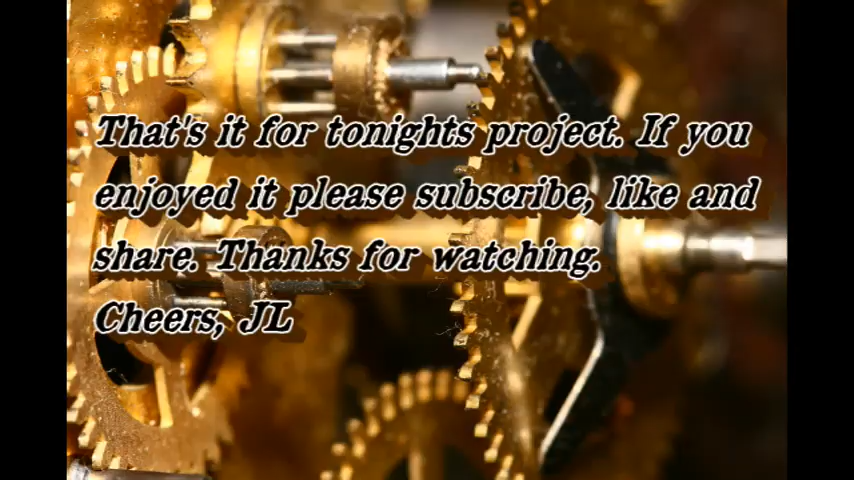 That's it for tonights project. If you
enjoyed it please subscribe, like and
share. Thanks for watching.
Cheers, JL